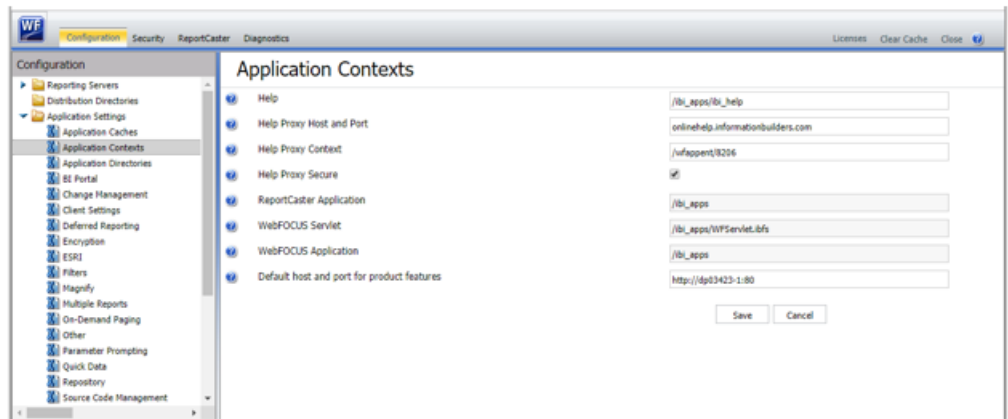 WF
Configuration Security ReportCaster Diagnostics Licenses Clear Cache Close
Configuration
Reporting Servers
Distribution Directories
Application Settings
Application Caches
Application Contexts
Application Directories
BI Portal
Change Management
Client Settings
Deferred Reporting
Encryption
ESRI
Filters
Magnify
Multiple Reports
On-Demand Paging
Other
Parameter Prompting
Quick Data
Repository
Source Code Management
Application Contexts
Help /ibi_apps/ibi_help
Help Proxy Host and Port onlinehelp.informationbuilders.com
Help Proxy Context /wfappent/8206
Help Proxy Secure
ReportCaster Application /ibi_apps
WebFOCUS Servlet /ibi_apps/WFServlet.ibfs
WebFOCUS Application /ibi_apps
Default host and port for product features http://dp03423-1:80
Save Cancel